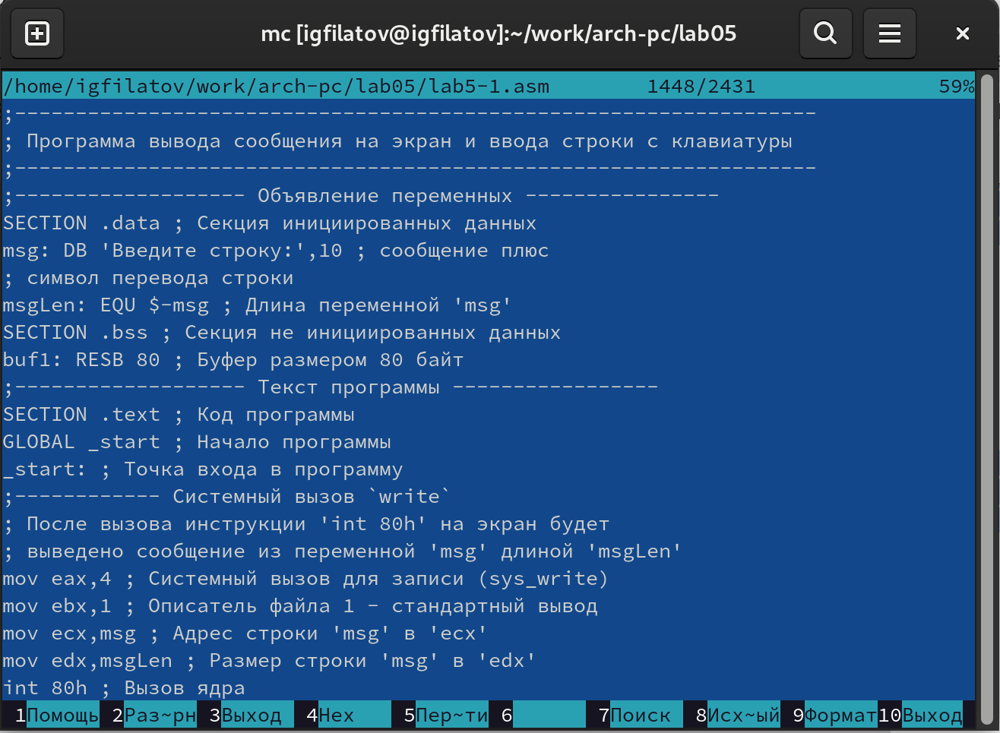 mc [igfilatov@igfilatov]:~/work/arch-pc/lab05
/home/igfilatov/work/arch-pc/lab05/lab5-1.asm 1448/2431 59%
;------------------------------------------------------------------
; Программа вывода сообщения на экран и ввода строки с клавиатуры
;------------------------------------------------------------------
;------------------- Объявление переменных ----------------
SECTION .data ; Секция инициированных данных
msg: DB 'Введите строку:',10 ; сообщение плюс
; символ перевода строки
msgLen: EQU $-msg ; Длина переменной 'msg'
SECTION .bss ; Секция не инициированных данных
buf1: RESB 80 ; Буфер размером 80 байт
;------------------- Текст программы -----------------
SECTION .text ; Код программы
GLOBAL _start ; Начало программы
_start: ; Точка входа в программу
;------------ Системный вызов `write`
; После вызова инструкции 'int 80h' на экран будет
; выведено сообщение из переменной 'msg' длиной 'msgLen'
mov eax,4 ; Системный вызов для записи (sys_write)
mov ebx,1 ; Описатель файла 1 - стандартный вывод
mov ecx,msg ; Адрес строки 'msg' в 'ecx'
mov edx,msgLen ; Размер строки 'msg' в 'edx'
int 80h ; Вызов ядра
1Помощь 2Раз~рн 3Выход 4Hex 5Пер~ти 6 7Поиск 8Исх~ый 9Формат 10Выход